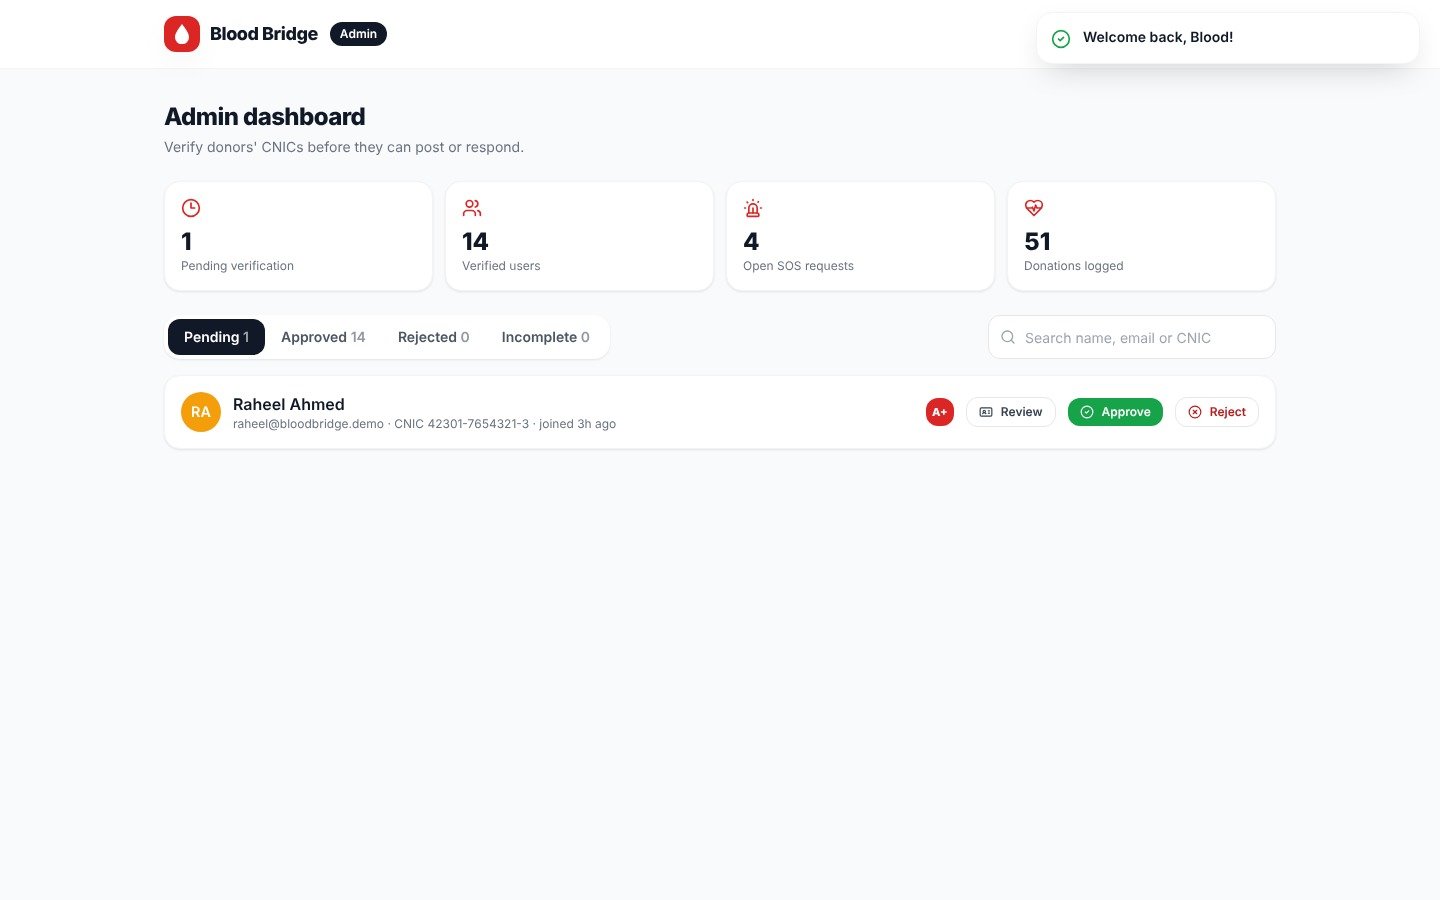 Blood Bridge Admin
Welcome back, Blood!
Admin dashboard
Verify donors' CNICs before they can post or respond.
1
Pending verification
14
Verified users
4
Open SOS requests
51
Donations logged
Pending 1 Approved 14 Rejected 0 Incomplete 0
Search name, email or CNIC
RA
Raheel Ahmed
raheel@bloodbridge.demo · CNIC 42301-7654321-3 · joined 3h ago
A+ Review Approve Reject